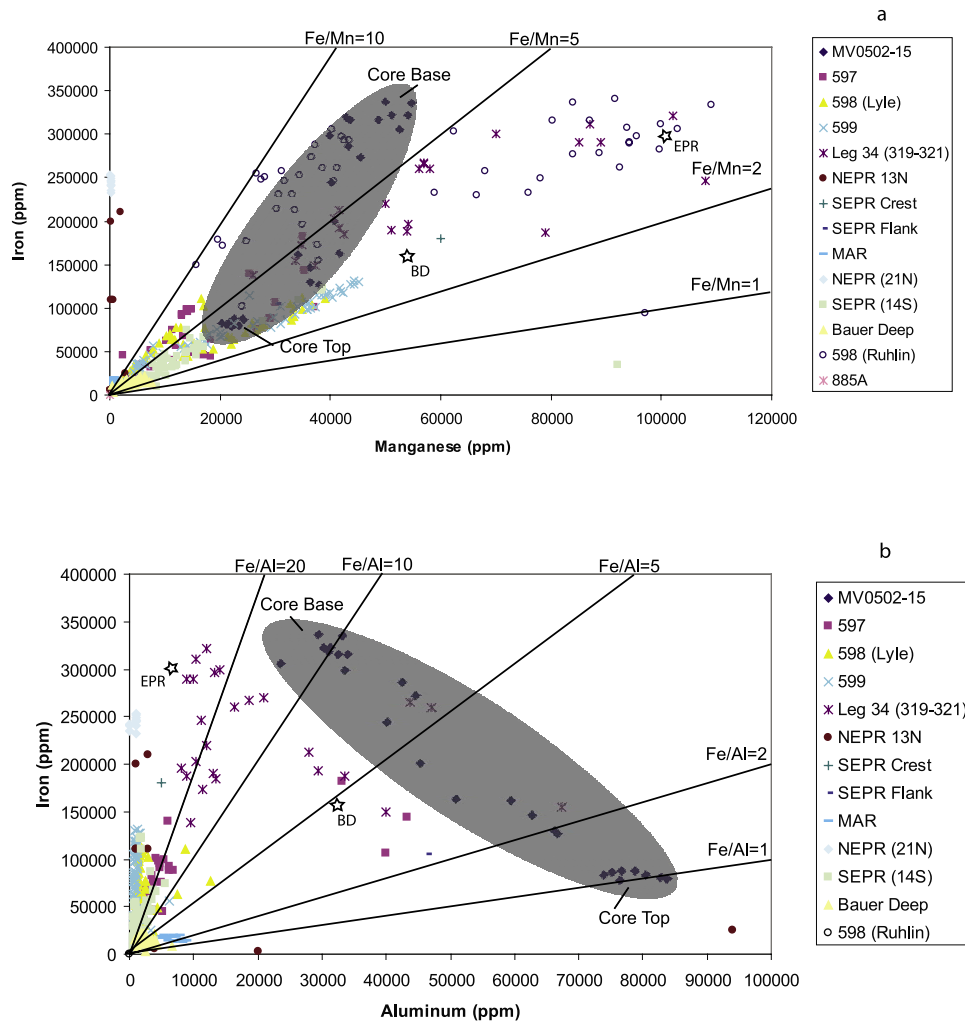 a
Fe/Mn=10
Fe/Mn=5
400000
350000
300000
250000
200000
150000
100000
50000
0
Iron (ppm)
Core Base
EPR
Fe/Mn=2
BD
Fe/Mn=1
Core Top
0
20000
40000
60000
80000
100000
120000
Manganese (ppm)
MV0502-15
597
598 (Lyle)
599
Leg 34 (319-321)
NEPR 13N
SEPR Crest
SEPR Flank
MAR
NEPR (21N)
SEPR (14S)
Bauer Deep
598 (Ruhlin)
885A
b
Fe/Al=20
Fe/Al=10
Fe/Al=5
400000
350000
300000
250000
200000
150000
100000
50000
0
Iron (ppm)
Core Base
EPR
BD
Fe/Al=2
Fe/Al=1
Core Top
0
10000
20000
30000
40000
50000
60000
70000
80000
90000
100000
Aluminum (ppm)
MV0502-15
597
598 (Lyle)
599
Leg 34 (319-321)
NEPR 13N
SEPR Crest
SEPR Flank
MAR
NEPR (21N)
SEPR (14S)
Bauer Deep
598 (Ruhlin)